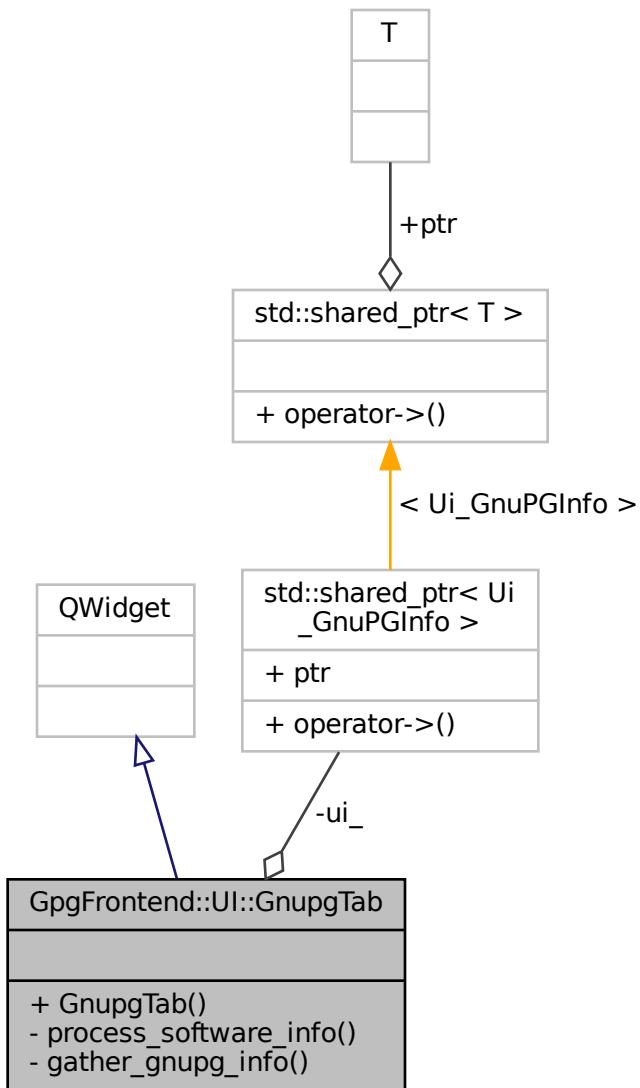 T
+ptr
std::shared_ptr< T >
+ operator->()
< Ui_GnuPGInfo >
std::shared_ptr< Ui
_GnuPGInfo >
+ ptr
+ operator->()
QWidget
-ui_
GpgFrontend::UI::GnupgTab
+ GnupgTab()
- process_software_info()
- gather_gnupg_info()